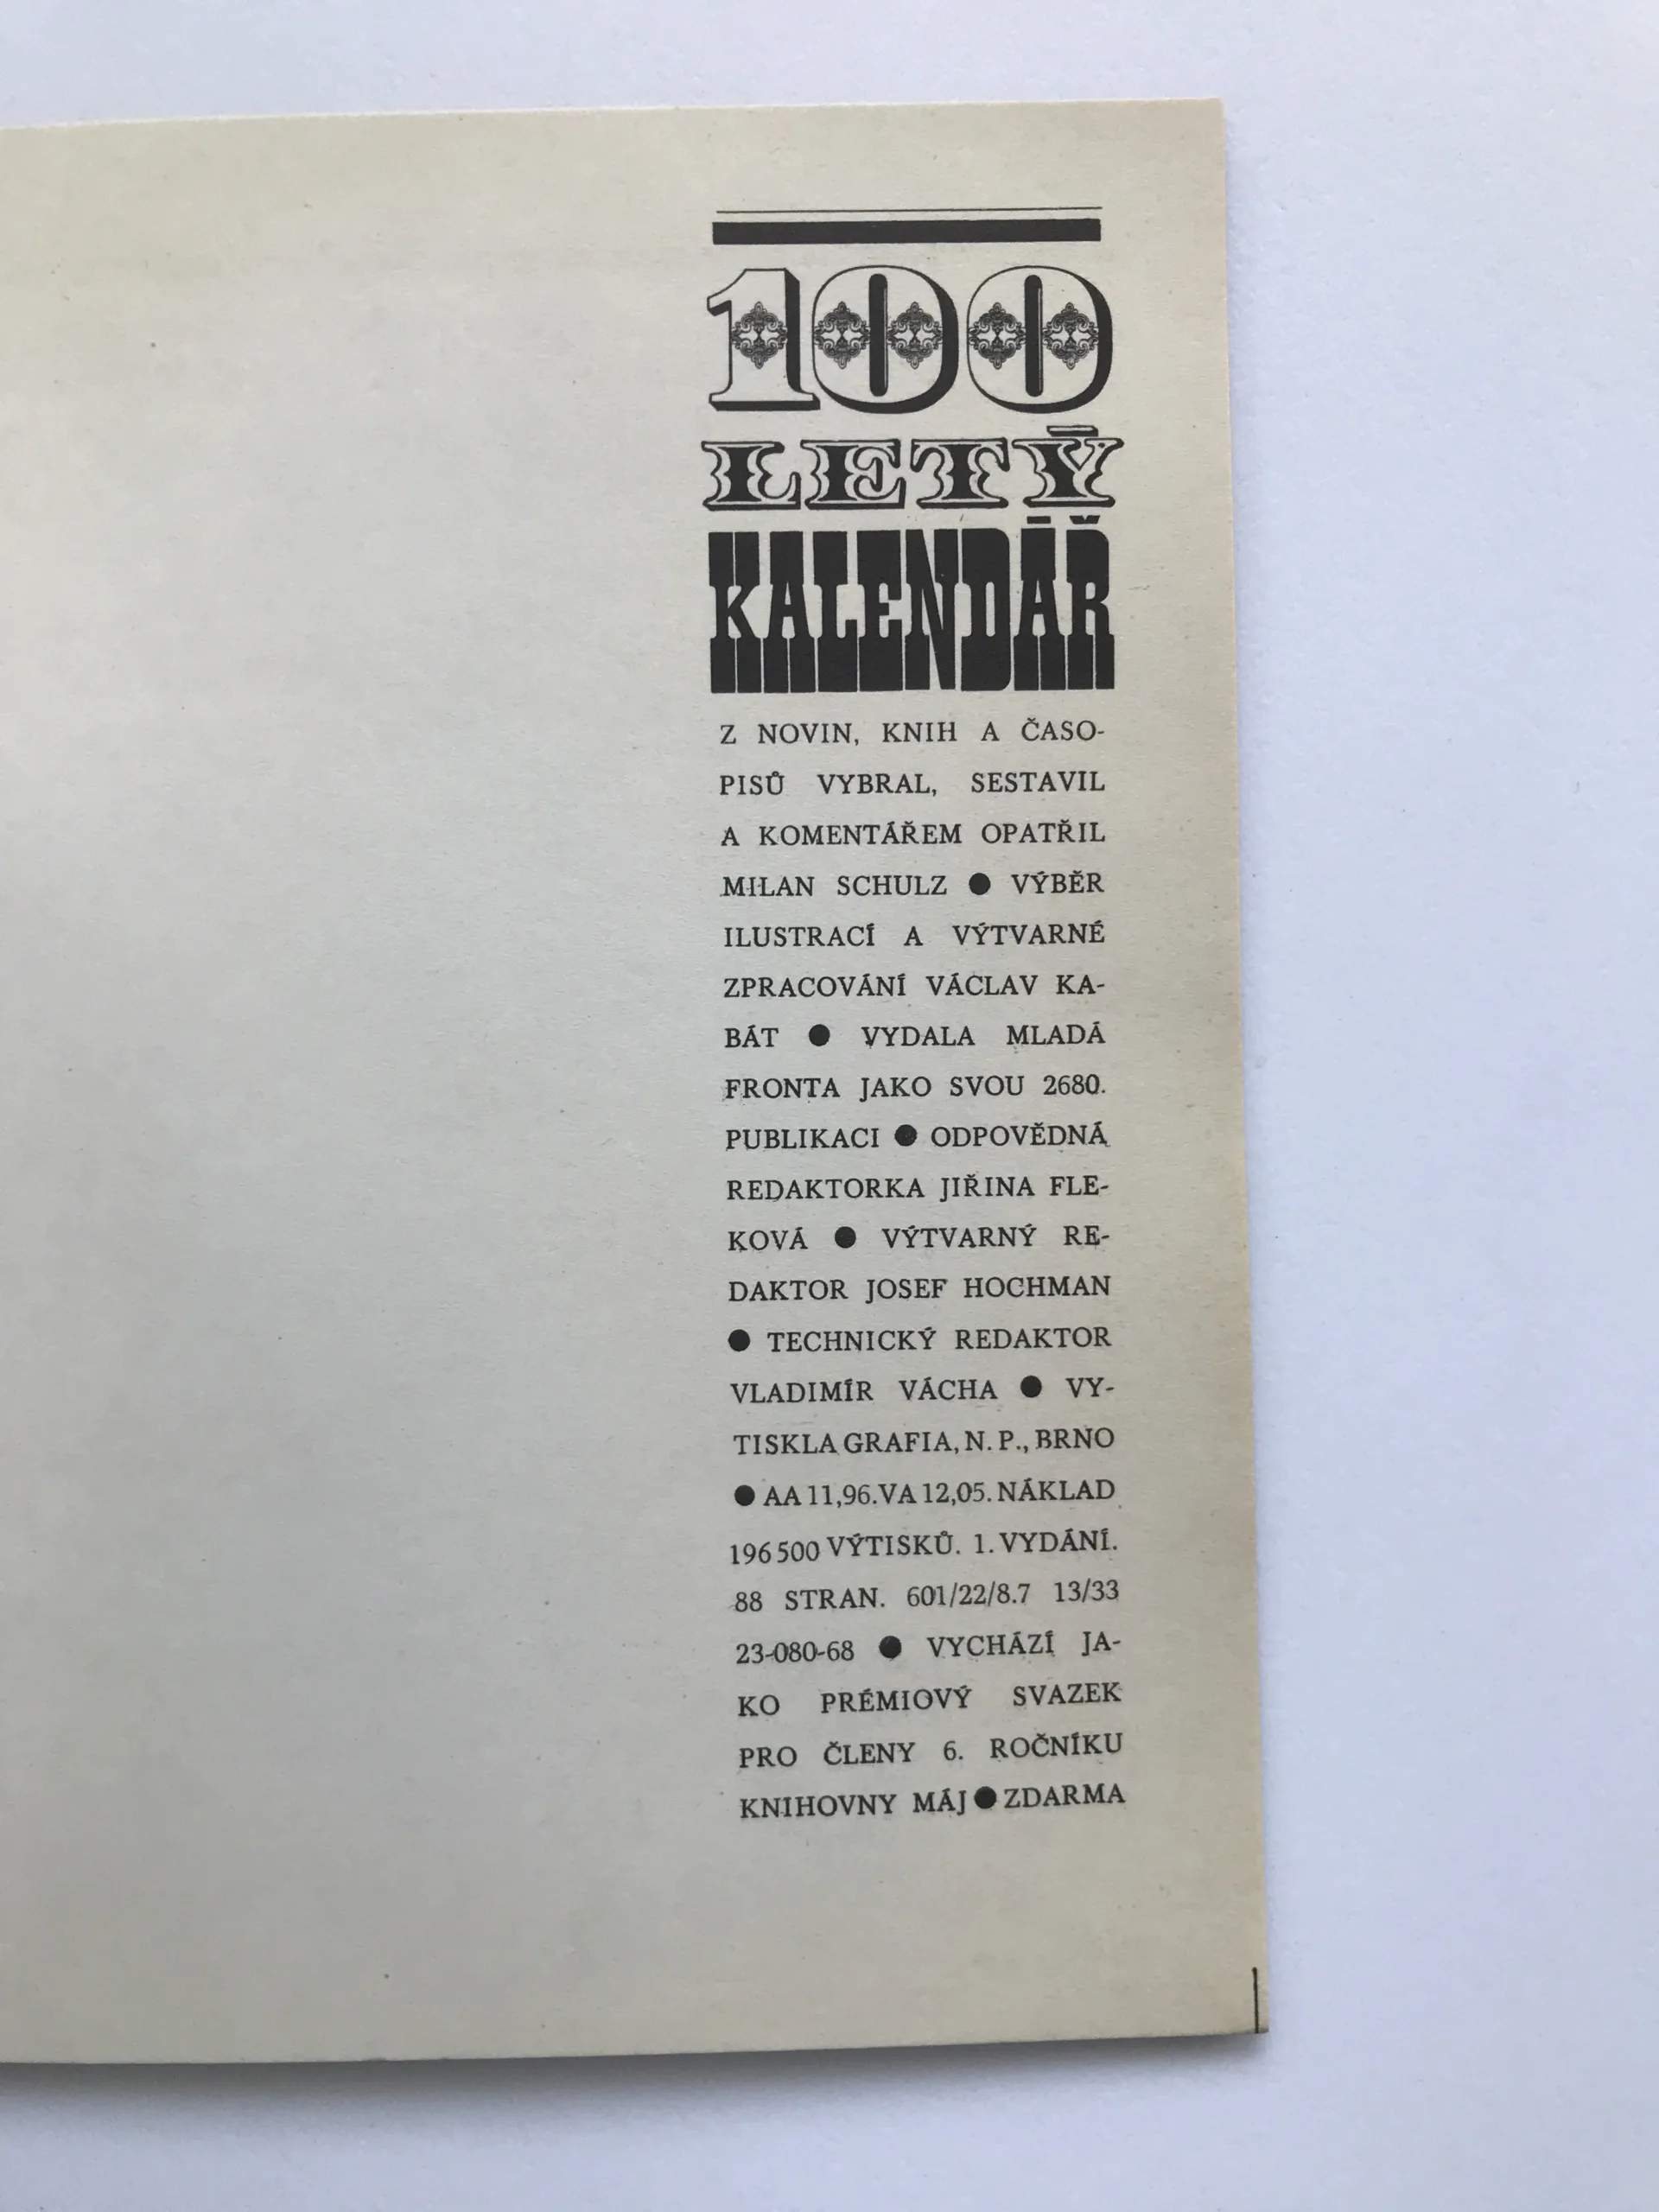 100
LETÝ
KALENDÁŘ
Z NOVIN, KNIH A ČASO-
PISŮ VYBRAL, SESTAVIL
A KOMENTÁŘEM OPATŘIL
MILAN SCHULZ ● VÝBĚR
ILUSTRACÍ A VÝTVARNÉ
ZPRACOVÁNÍ VÁCLAV KA-
BÁT ● VYDALA MLADÁ
FRONTA JAKO SVOU 2680.
PUBLIKACI ● ODPOVĚDNÁ
REDAKTORKA JIŘINA FLE-
KOVÁ ● VÝTVARNÝ RE-
DAKTOR JOSEF HOCHMAN
● TECHNICKÝ REDAKTOR
VLADIMÍR VÁCHA ● VY-
TISKLA GRAFIA, N. P., BRNO
● AA 11,96. VA 12,05. NÁKLAD
196 500 VÝTISKŮ. 1. VYDÁNÍ.
88 STRAN. 601/22/8.7 13/33
23-080-68 ● VYCHÁZÍ JA-
KO PRÉMIOVÝ SVAZEK
PRO ČLENY 6. ROČNÍKU
KNIHOVNY MÁJ ● ZDARMA